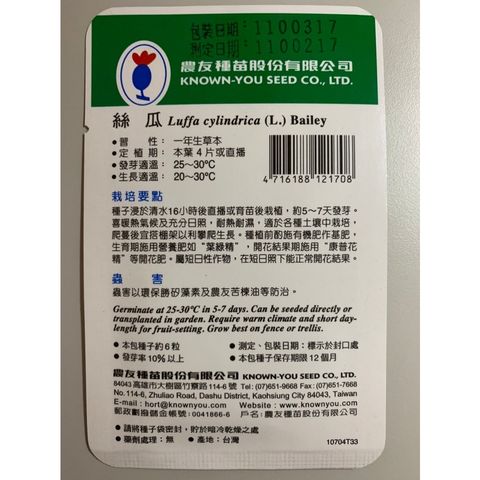 包裝日期：1100317
測定日期：1100217
農友種苗股份有限公司
KNOWN-YOU SEED CO., LTD.
絲 瓜 Luffa cylindrica (L.) Bailey
●習 性：一年生草本
●定 植 期：本葉４片或直播
●發芽適溫：25～30℃
●生長適溫：20～30℃
4 716188 121708
栽培要點
種子浸於清水16小時後直播或育苗後栽植，約5～7天發芽。
喜暖熱氣候及充分日照，耐熱耐濕，適於各種土壤中栽培，
爬蔓後宜搭棚架以利攀爬生長。種植前酌施有機肥作基肥，
生育期施用營養肥如"葉綠精"，開花結果期施用"康普花
精"等開花肥。屬短日性作物，在短日照下能正常開花結果。
蟲 害
蟲害以環保勝矽藻素及農友苦楝油等防治。
Germinate at 25-30°C in 5-7 days. Can be seeded directly or
transplanted in garden. Require warm climate and short day-
length for fruit-setting. Grow best on fence or trellis.
●本包種子約６粒 ●測定、包裝日期：標示於封口處
●發芽率10％以上 ●本包種子保存期限12個月
農友種苗股份有限公司 KNOWN-YOU SEED CO., LTD.
84043高雄市大樹區竹寮路114-6號 Tel：(07)651-9668 Fax：(07)651-7668
No. 114-6, Zhuliao Road, Dashu District, Kaohsiung City 84043, Taiwan
E-mail：hort@knownyou.com Website：www.knownyou.com
郵政劃撥儲金帳號：0041866-6 戶名：農友種苗股份有限公司
●請將種子袋密封，貯於暗冷乾燥之處
●藥劑處理：無 ●產地：台灣
10704T33